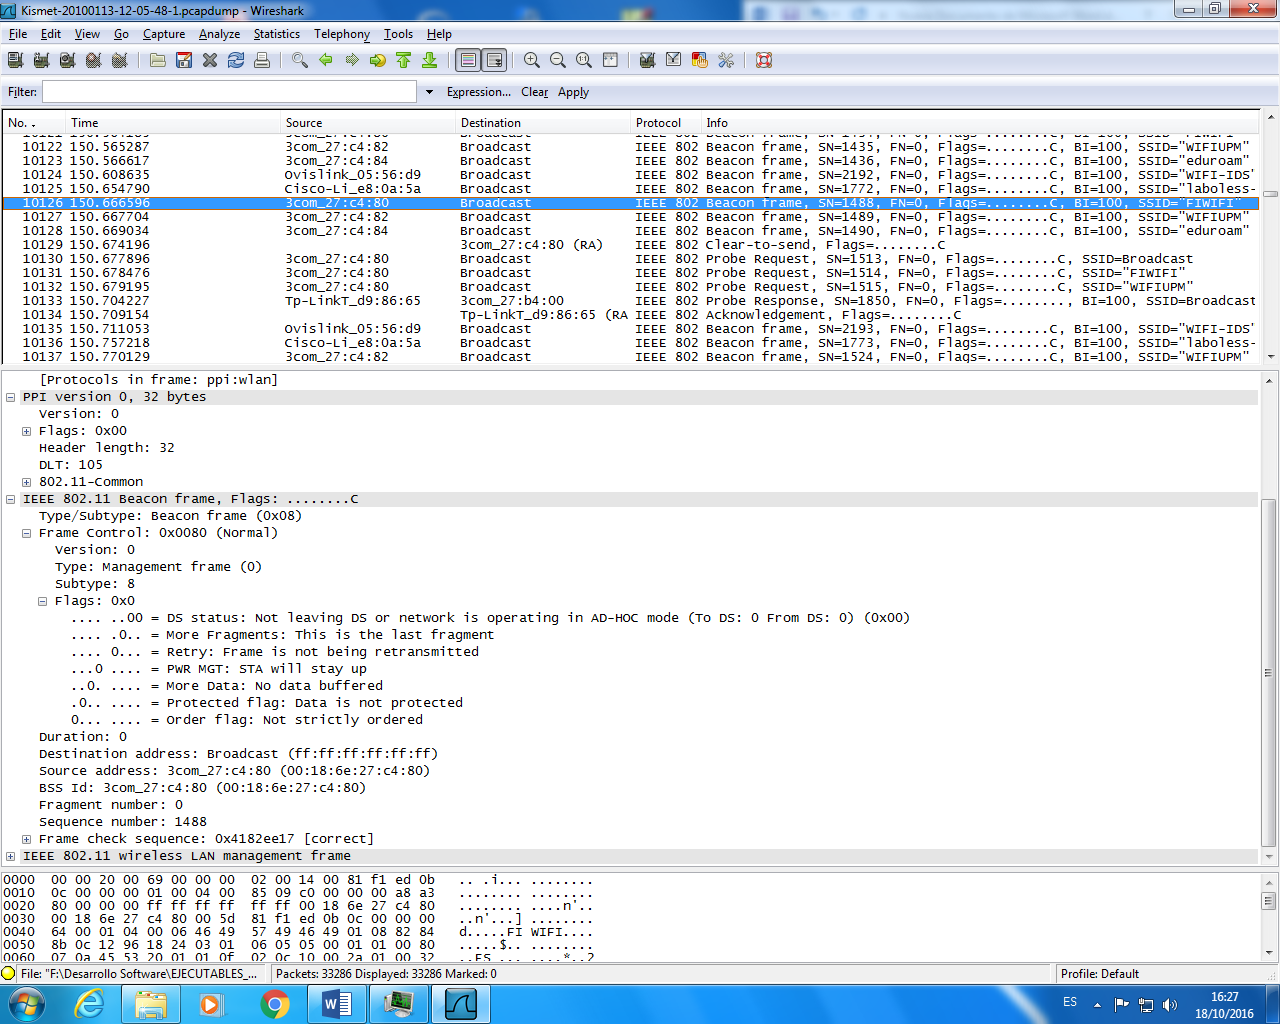 Kismet-20100113-12-05-48-1.pcapdump - Wireshark
File Edit View Go Capture Analyze Statistics Telephony Tools Help
Filter: Expression... Clear Apply
No. . Time Source Destination Protocol Info
10122 150.565287 3com_27:c4:82 Broadcast IEEE 802 Beacon frame, SN=1435, FN=0, Flags=........C, BI=100, SSID="WIFIUPM"
10123 150.566617 3com_27:c4:84 Broadcast IEEE 802 Beacon frame, SN=1436, FN=0, Flags=........C, BI=100, SSID="eduroam"
10124 150.608635 Ovislink_05:56:d9 Broadcast IEEE 802 Beacon frame, SN=2192, FN=0, Flags=........C, BI=100, SSID="WIFI-IDS"
10125 150.654790 Cisco-Li_e8:0a:5a Broadcast IEEE 802 Beacon frame, SN=1772, FN=0, Flags=........C, BI=100, SSID="laboless-
10126 150.666596 3com_27:c4:80 Broadcast IEEE 802 Beacon frame, SN=1488, FN=0, Flags=........C, BI=100, SSID="FIWIFI"
10127 150.667704 3com_27:c4:82 Broadcast IEEE 802 Beacon frame, SN=1489, FN=0, Flags=........C, BI=100, SSID="WIFIUPM"
10128 150.669034 3com_27:c4:84 Broadcast IEEE 802 Beacon frame, SN=1490, FN=0, Flags=........C, BI=100, SSID="eduroam"
10129 150.674196 3com_27:c4:80 (RA) IEEE 802 Clear-to-send, Flags=........C
10130 150.677896 3com_27:c4:80 Broadcast IEEE 802 Probe Request, SN=1513, FN=0, Flags=........C, SSID=Broadcast
10131 150.678476 3com_27:c4:80 Broadcast IEEE 802 Probe Request, SN=1514, FN=0, Flags=........C, SSID="FIWIFI"
10132 150.679195 3com_27:c4:80 Broadcast IEEE 802 Probe Request, SN=1515, FN=0, Flags=........C, SSID="WIFIUPM"
10133 150.704227 Tp-LinkT_d9:86:65 3com_27:b4:00 IEEE 802 Probe Response, SN=1850, FN=0, Flags=........, BI=100, SSID=Broadcast
10134 150.709154 Tp-LinkT_d9:86:65 (RA IEEE 802 Acknowledgement, Flags=........C
10135 150.711053 Ovislink_05:56:d9 Broadcast IEEE 802 Beacon frame, SN=2193, FN=0, Flags=........C, BI=100, SSID="WIFI-IDS"
10136 150.757218 Cisco-Li_e8:0a:5a Broadcast IEEE 802 Beacon frame, SN=1773, FN=0, Flags=........C, BI=100, SSID="laboless-
10137 150.770129 3com_27:c4:82 Broadcast IEEE 802 Beacon frame, SN=1524, FN=0, Flags=........C, BI=100, SSID="WIFIUPM"
[Protocols in frame: ppi:wlan]
PPI version 0, 32 bytes
Version: 0
Flags: 0x00
Header length: 32
DLT: 105
802.11-Common
IEEE 802.11 Beacon frame, Flags: ........C
Type/Subtype: Beacon frame (0x08)
Frame Control: 0x0080 (Normal)
Version: 0
Type: Management frame (0)
Subtype: 8
Flags: 0x0
.... ..00 = DS status: Not leaving DS or network is operating in AD-HOC mode (To DS: 0 From DS: 0) (0x00)
.... .0.. = More Fragments: This is the last fragment
.... 0... = Retry: Frame is not being retransmitted
...0 .... = PWR MGT: STA will stay up
..0. .... = More Data: No data buffered
.0.. .... = Protected flag: Data is not protected
0... .... = Order flag: Not strictly ordered
Duration: 0
Destination address: Broadcast (ff:ff:ff:ff:ff:ff)
Source address: 3com_27:c4:80 (00:18:6e:27:c4:80)
BSS Id: 3com_27:c4:80 (00:18:6e:27:c4:80)
Fragment number: 0
Sequence number: 1488
Frame check sequence: 0x4182ee17 [correct]
IEEE 802.11 wireless LAN management frame
0000 00 00 20 00 69 00 00 00 02 00 14 00 81 f1 ed 0b .. .i... ........
0010 0c 00 00 00 01 00 04 00 85 09 c0 00 00 00 a8 a3 ........ ........
0020 80 00 00 00 ff ff ff ff ff ff 00 18 6e 27 c4 80 ........ ....n'..
0030 00 18 6e 27 c4 80 00 5d 81 f1 ed 0b 0c 00 00 00 ..n'...] ........
0040 64 00 01 04 00 06 46 49 57 49 46 49 01 08 82 84 d.....FI WIFI....
0050 8b 0c 12 96 18 24 03 01 06 05 05 00 01 01 00 80 .....$.. ........
0060 07 0a 45 53 20 01 01 0f 02 0c 10 00 2a 01 00 32 ..ES ... ....*..2
File: "F:\Desarrollo Software\EJECUTABLES_... Packets: 33286 Displayed: 33286 Marked: 0 Profile: Default
ES 16:27
18/10/2016